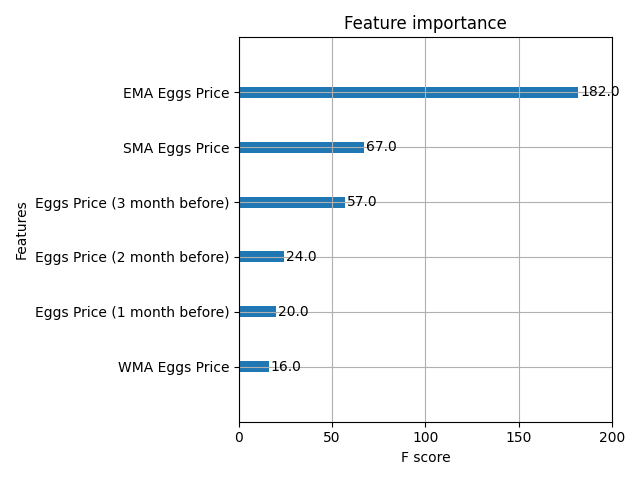 Feature importance
Features
EMA Eggs Price
182.0
SMA Eggs Price
67.0
Eggs Price (3 month before)
57.0
Eggs Price (2 month before)
24.0
Eggs Price (1 month before)
20.0
WMA Eggs Price
16.0
0 50 100 150 200
F score